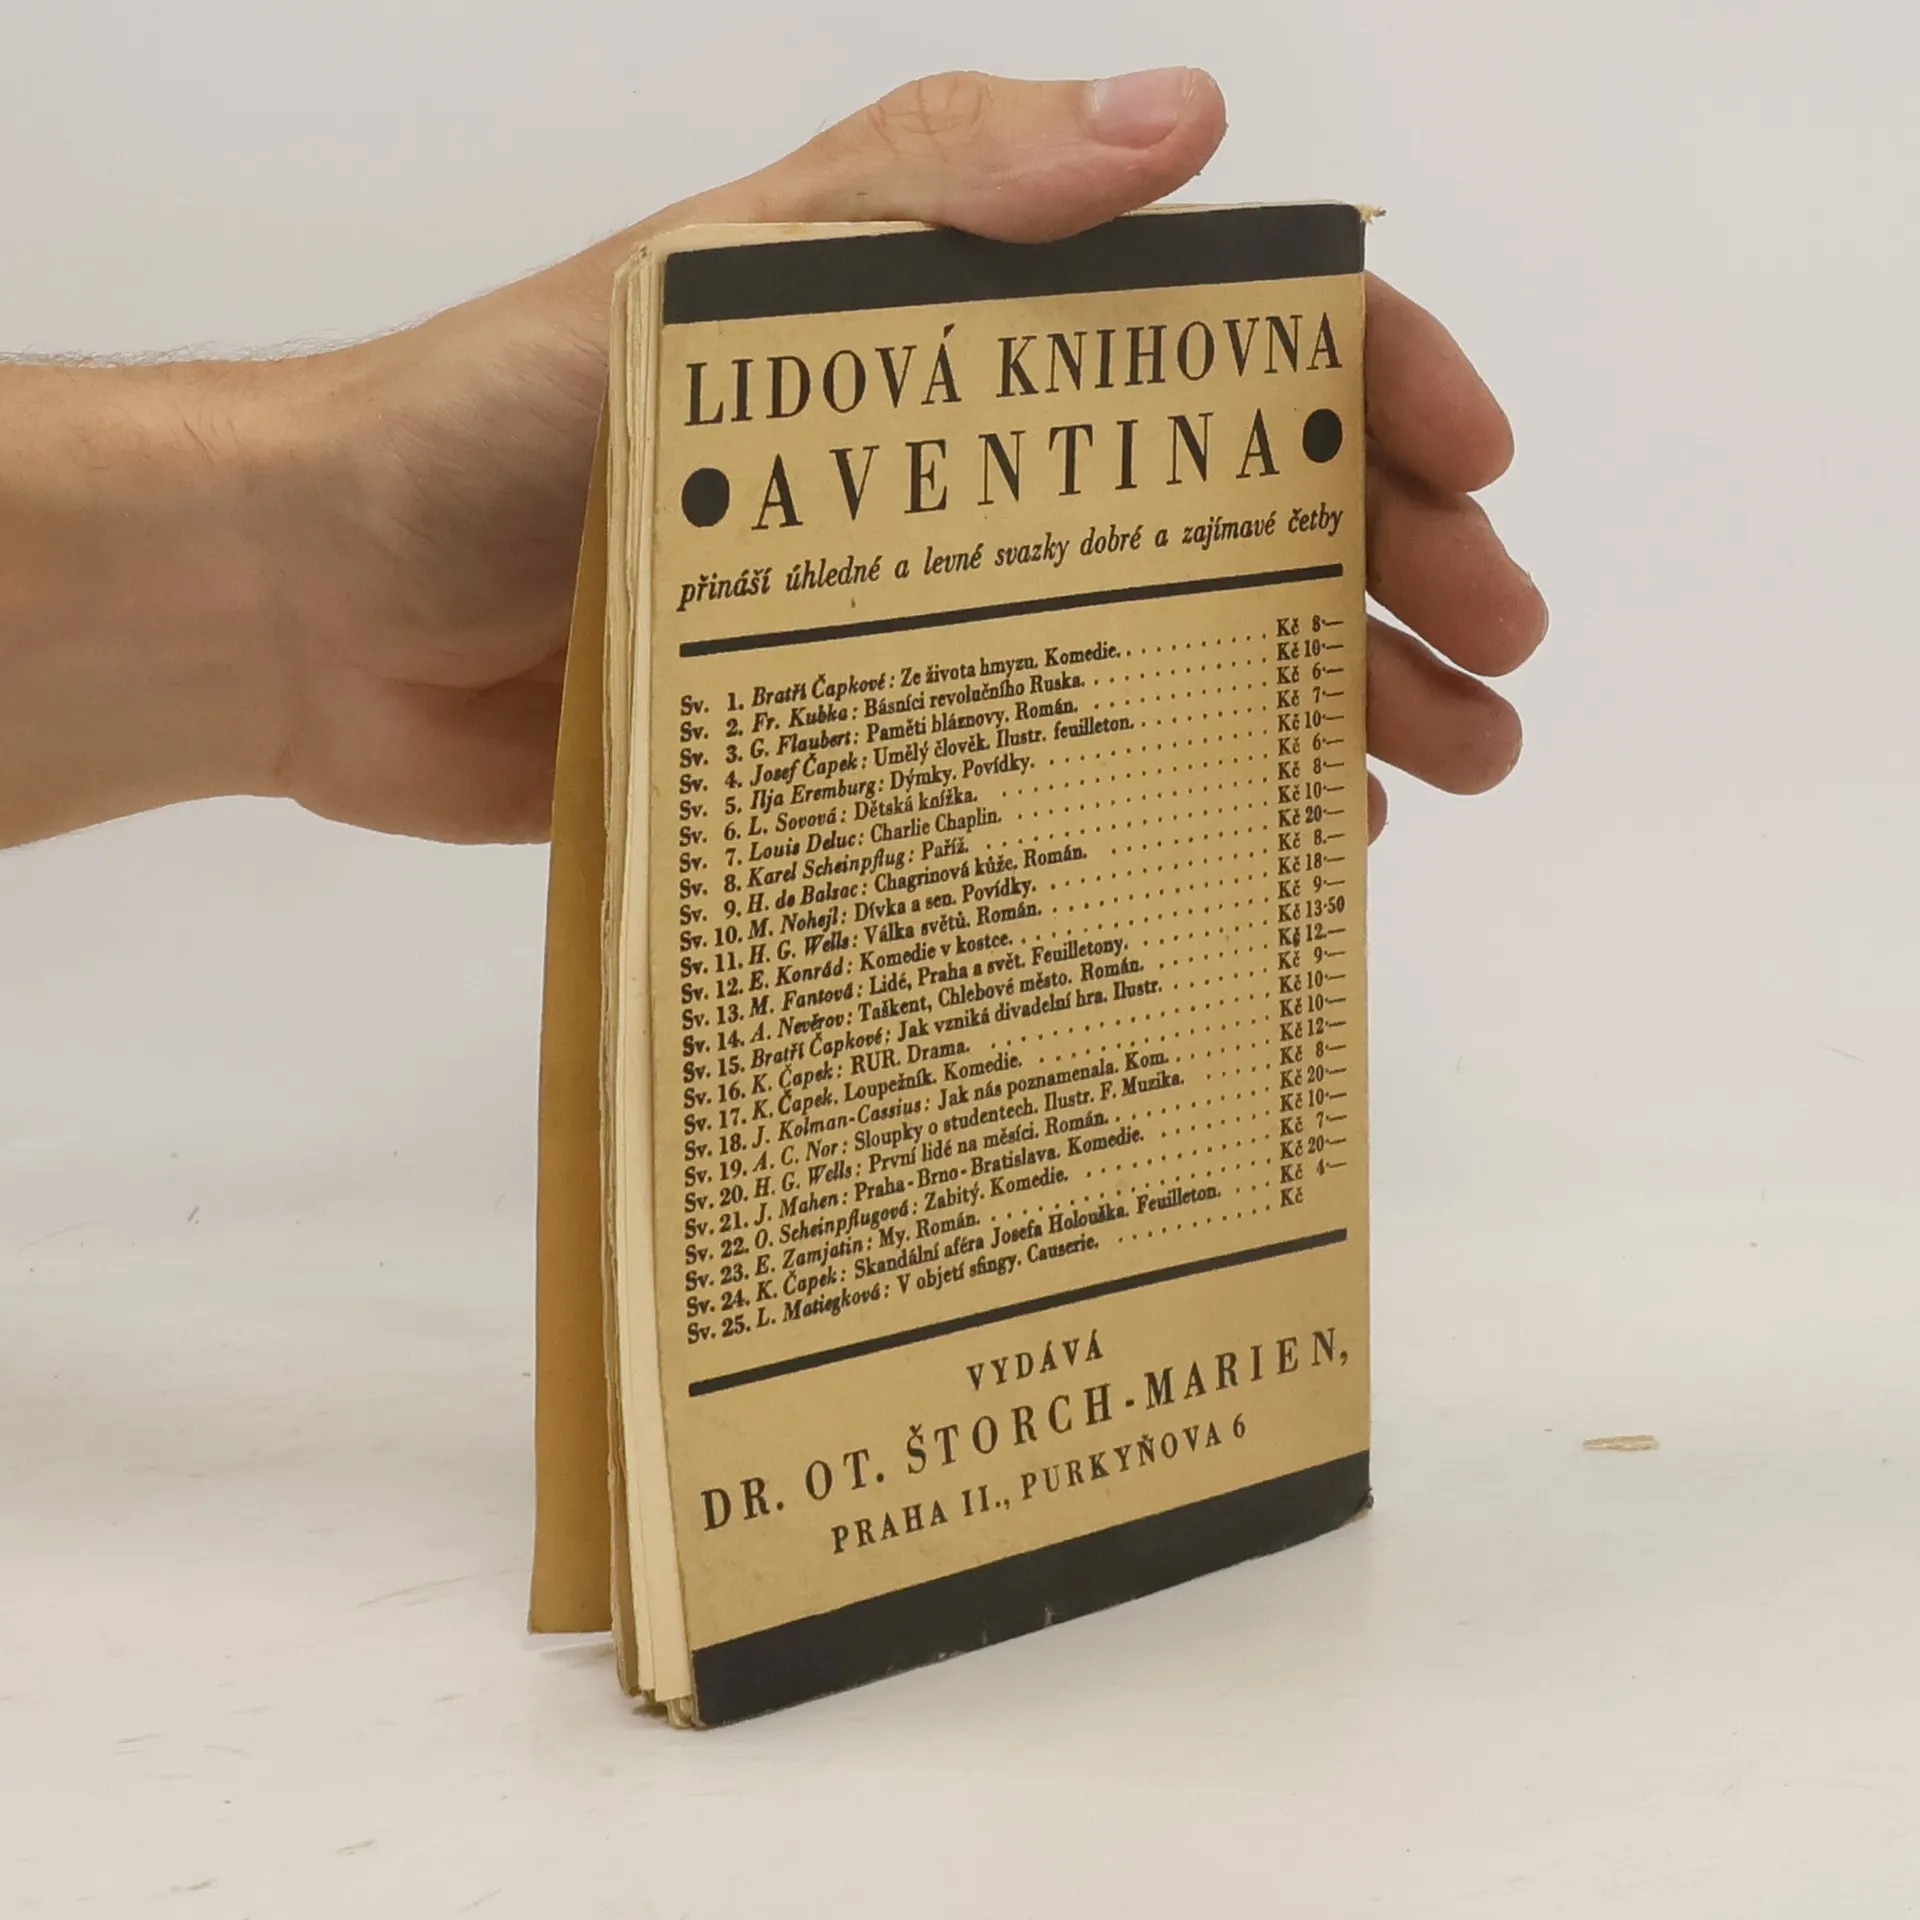 LIDOVÁ KNIHOVNA
● AVENTINA ●
přináší úhledné a levné svazky dobré a zajímavé četby
Sv. 1. Bratři Čapkové: Ze života hmyzu. Komedie. Kč 8·—
Sv. 2. Fr. Kubka: Básníci revolučního Ruska. Kč 10·—
Sv. 3. G. Flaubert: Paměti bláznovy. Román. Kč 6·—
Sv. 4. Josef Čapek: Umělý člověk. Ilustr. feuilleton. Kč 7·—
Sv. 5. Ilja Eremburg: Dýmky. Povídky. Kč 10·—
Sv. 6. L. Sovová: Dětská knížka. Kč 6·—
Sv. 7. Louis Deluc: Charlie Chaplin. Kč 8·—
Sv. 8. Karel Scheinpflug: Paříž. Kč 10·—
Sv. 9. H. de Balzac: Chagrinová kůže. Román. Kč 20·—
Sv. 10. M. Nohejl: Dívka a sen. Povídky. Kč 8.—
Sv. 11. H. G. Wells: Válka světů. Román. Kč 18·—
Sv. 12. E. Konrád: Komedie v kostce. Kč 9·—
Sv. 13. M. Fantová: Lidé, Praha a svět. Feuilletony. Kč 13·50
Sv. 14. A. Nevěrov: Taškent, Chlebové město. Román. Kč 12.—
Sv. 15. Bratři Čapkové: Jak vzniká divadelní hra. Ilustr. Kč 9·—
Sv. 16. K. Čapek: RUR. Drama. Kč 10·—
Sv. 17. K. Čapek. Loupežník. Komedie. Kč 10·—
Sv. 18. J. Kolman-Cassius: Jak nás poznamenala. Kom. Kč 12·—
Sv. 19. A. C. Nor: Sloupky o studentech. Ilustr. F. Muzika. Kč 8·—
Sv. 20. H. G. Wells: První lidé na měsíci. Román. Kč 20·—
Sv. 21. J. Mahen: Praha-Brno-Bratislava. Komedie. Kč 10·—
Sv. 22. O. Scheinpflugová: Zabitý. Komedie. Kč 7·—
Sv. 23. E. Zamjatin: My. Román. Kč 20·—
Sv. 24. K. Čapek: Skandální aféra Josefa Holouška. Feuilleton. Kč 4·—
Sv. 25. L. Matiegková: V objetí sfingy. Causerie. Kč
VYDÁVÁ
DR. OT. ŠTORCH-MARIEN,
PRAHA II., PURKYŇOVA 6